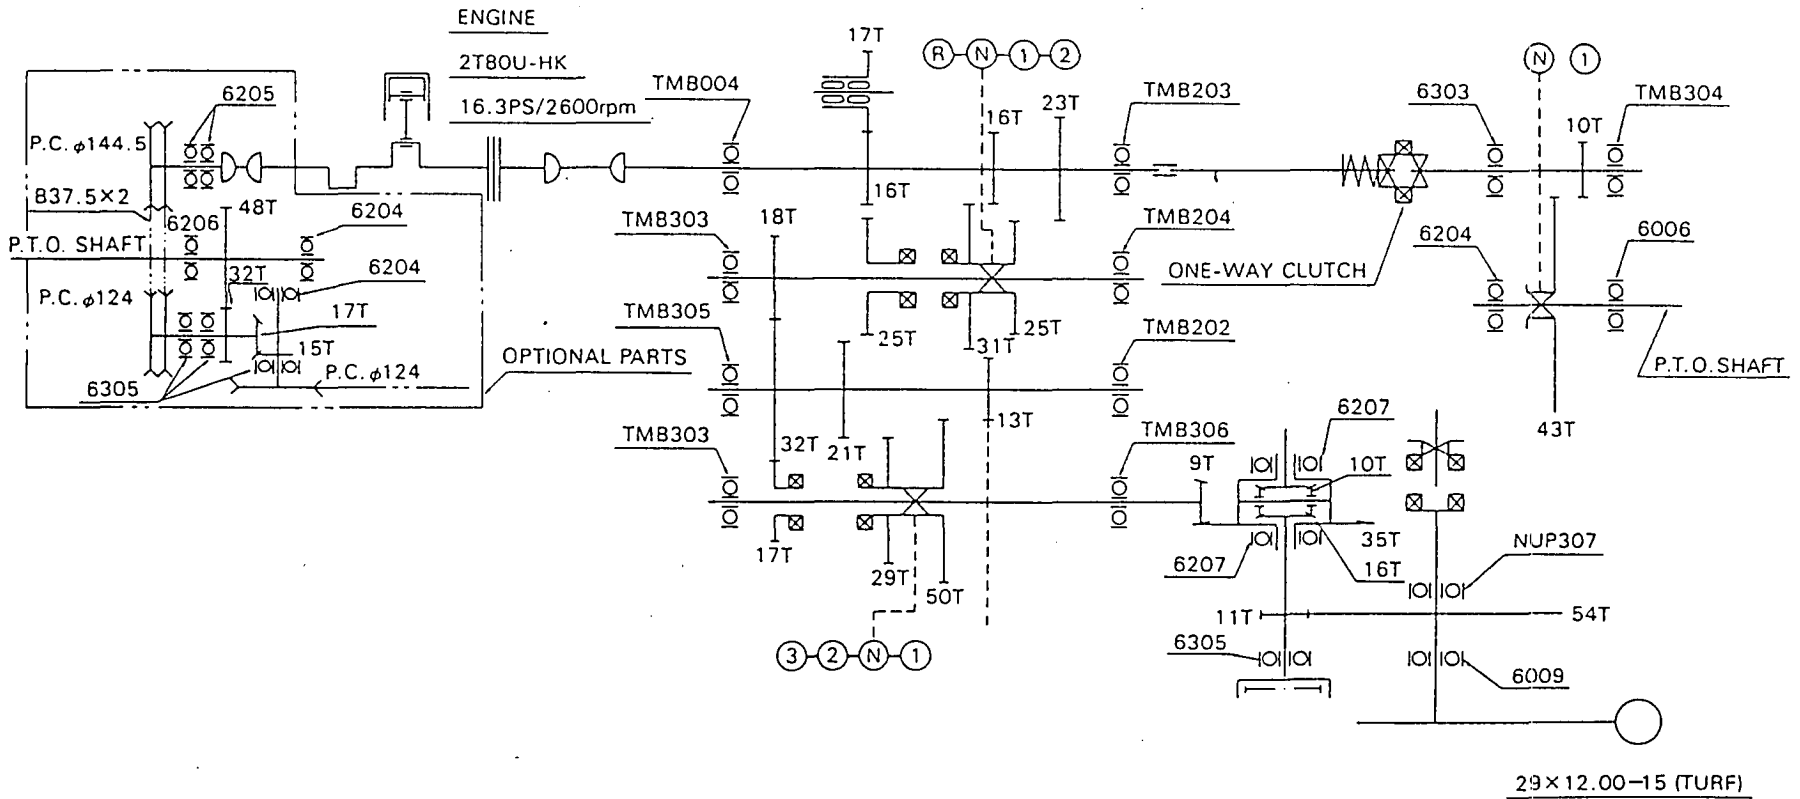 ENGINE
2T80U-HK
16.3PS/2600rpm
TMB004
17T
R N 1 2
TMB203
6303
N 1
TMB304
6205
P.C. ø144.5
16T
23T
10T
B37.5×2
48T
16T
6206
6204
TMB303
18T
TMB204
6204
6006
P.T.O. SHAFT
32T
6204
ONE-WAY CLUTCH
P.C. ø124
17T
TMB305
25T
31T
25T
TMB202
15T
OPTIONAL PARTS
P.T.O. SHAFT
6305
P.C. ø124
TMB303
32T
21T
13T
TMB306
6207
43T
9T
10T
17T
29T
50T
6207
35T
16T
NUP307
11T
54T
3 2 N 1
6305
6009
29×12.00-15 (TURF)